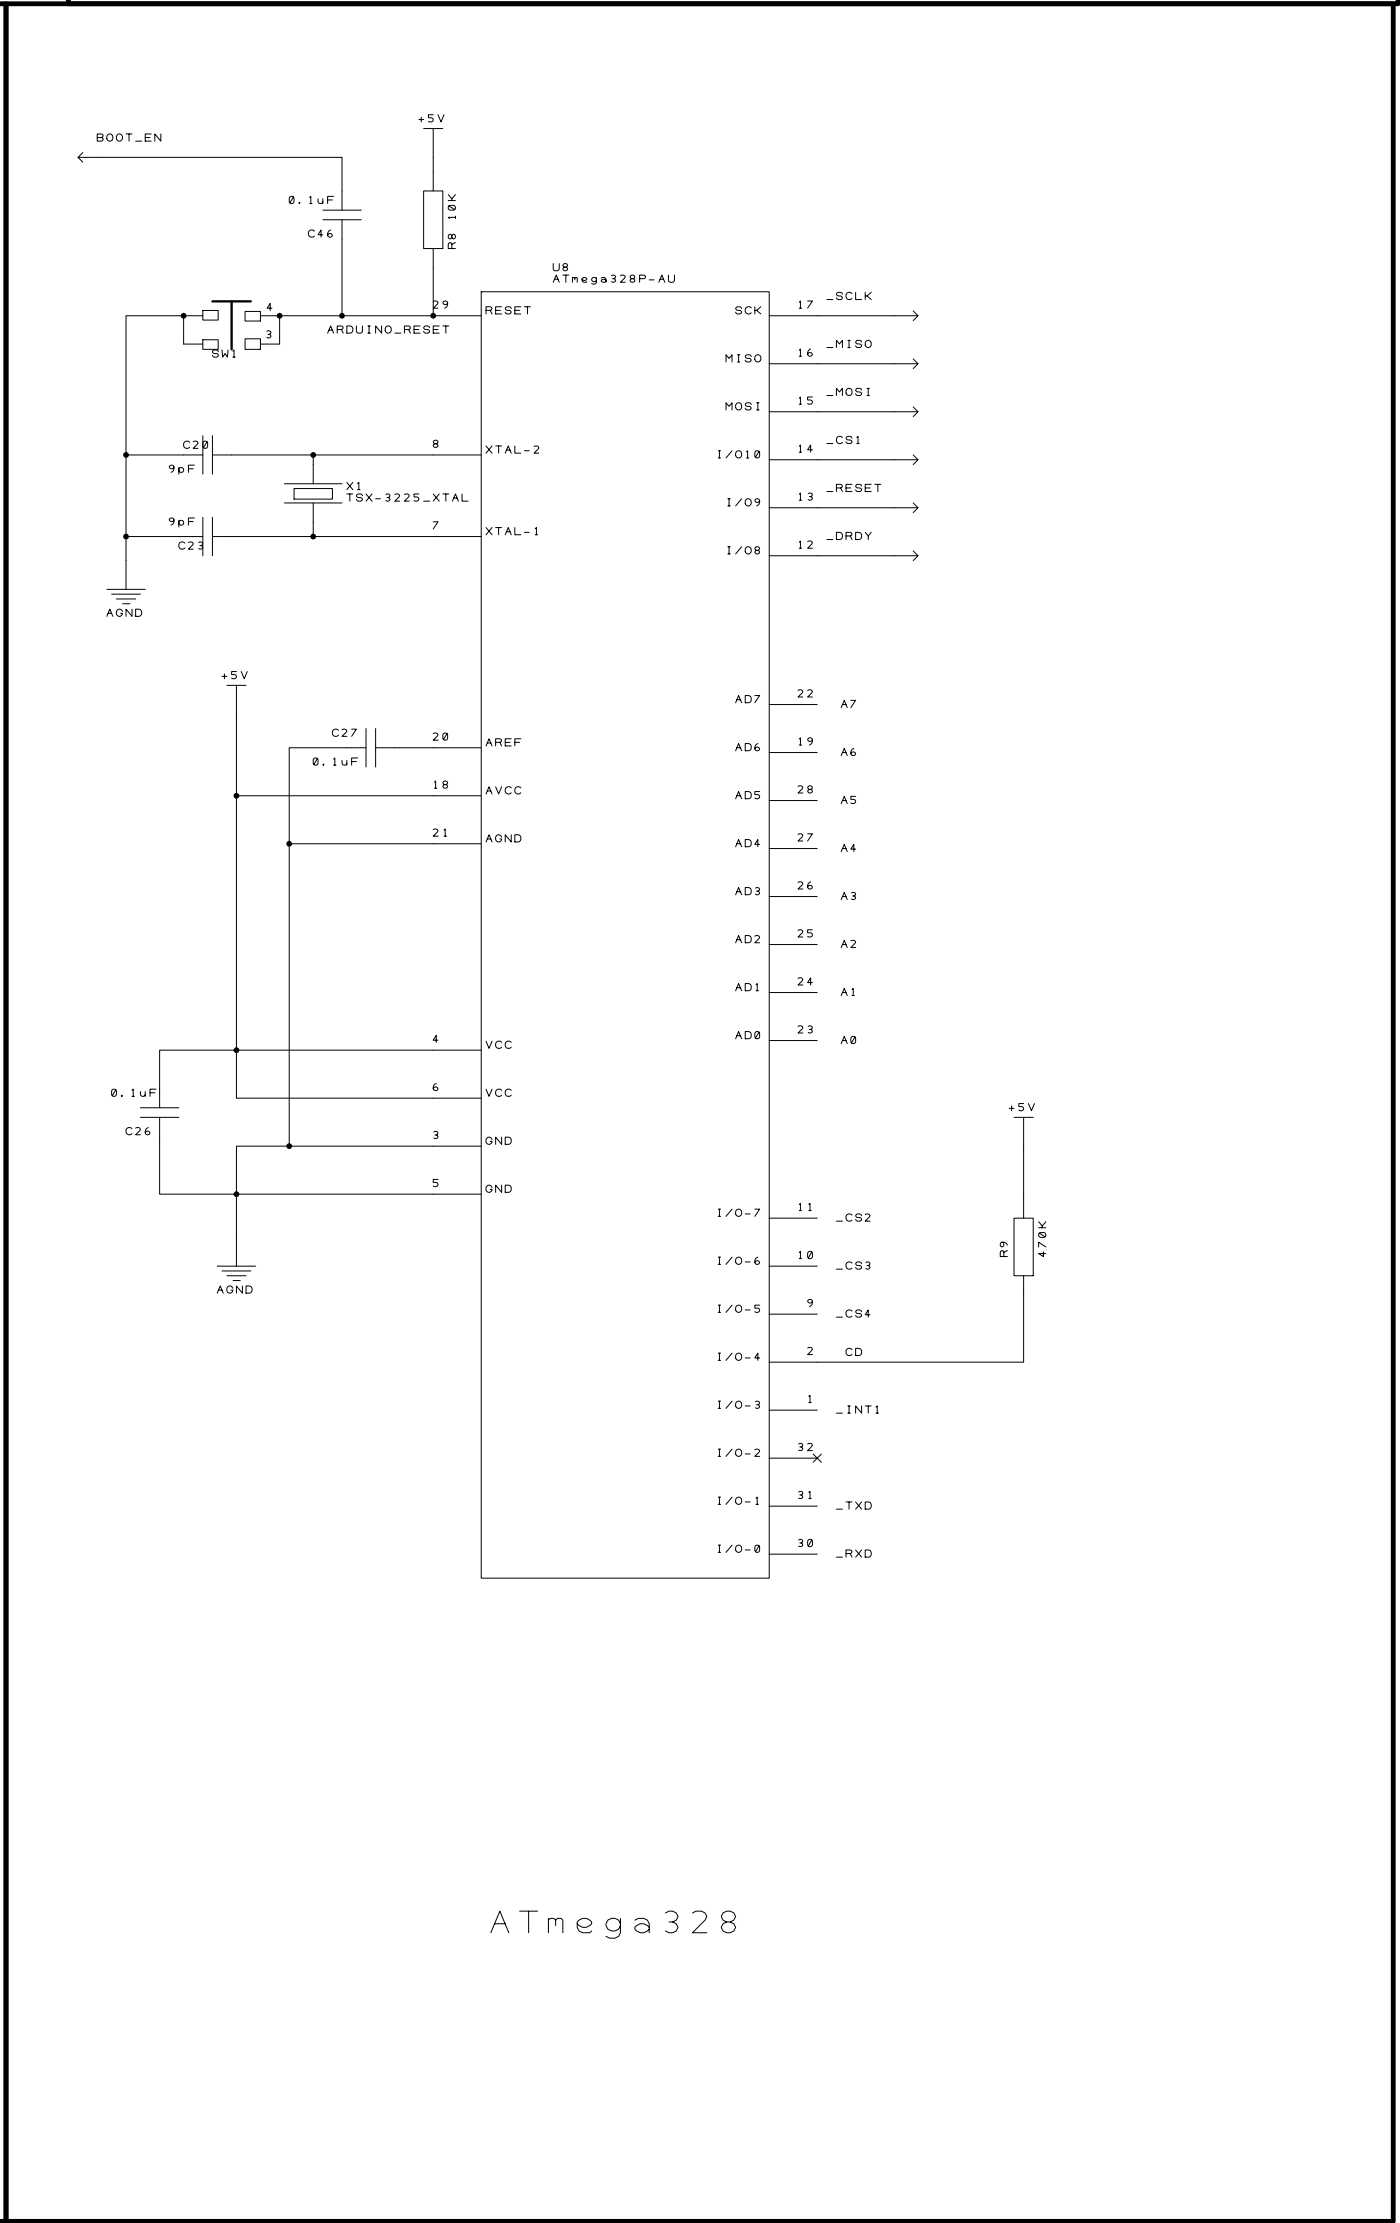 +5V
BOOT_EN
0.1uF
C46
R8 10K
U8
ATmega328P-AU
4
3
SW1
29
ARDUINO_RESET
RESET
SCK 17 _SCLK
MISO 16 _MISO
MOSI 15 _MOSI
I/O10 14 _CS1
I/O9 13 _RESET
I/O8 12 _DRDY
C20
9pF
8 XTAL-2
X1
TSX-3225_XTAL
9pF
C23
7 XTAL-1
AGND
+5V
C27
0.1uF
20 AREF
18 AVCC
21 AGND
AD7 22 A7
AD6 19 A6
AD5 28 A5
AD4 27 A4
AD3 26 A3
AD2 25 A2
AD1 24 A1
AD0 23 A0
4 VCC
6 VCC
0.1uF
C26
3 GND
5 GND
AGND
+5V
R9
470K
I/O-7 11 _CS2
I/O-6 10 _CS3
I/O-5 9 _CS4
I/O-4 2 CD
I/O-3 1 _INT1
I/O-2 32
I/O-1 31 _TXD
I/O-0 30 _RXD
ATmega328